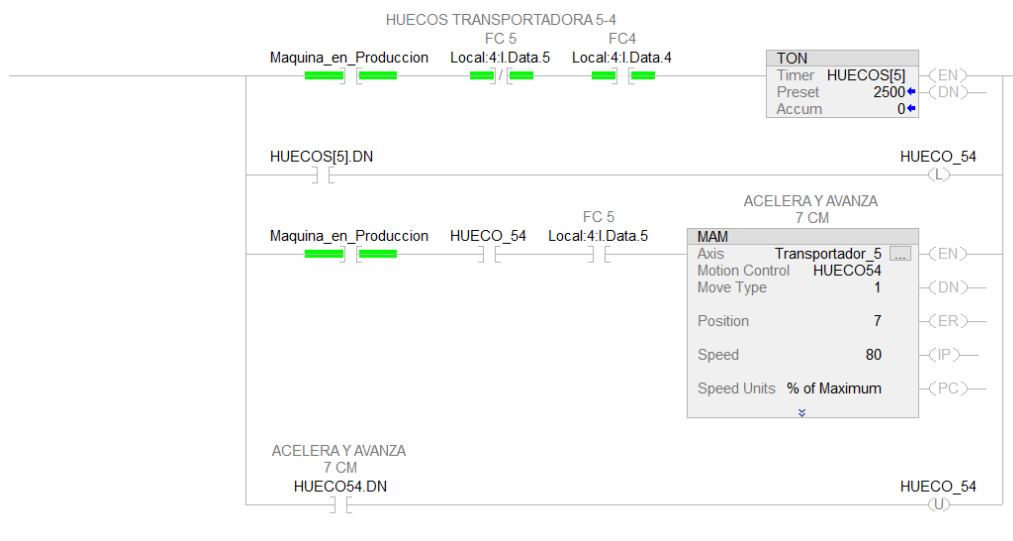 HUECOS TRANSPORTADORA 5-4
FC 5 FC4
Maquina_en_Produccion Local:4:I.Data.5 Local:4:I.Data.4
TON
Timer HUECOS[5] EN
Preset 2500 DN
Accum 0
HUECOS[5].DN HUECO_54
L
ACELERA Y AVANZA
FC 5 7 CM
Maquina_en_Produccion HUECO_54 Local:4:I.Data.5 MAM
Axis Transportador_5 ... EN
Motion Control HUECO54
Move Type 1 DN
Position 7 ER
Speed 80 IP
Speed Units % of Maximum PC
ACELERA Y AVANZA
7 CM
HUECO54.DN HUECO_54
U